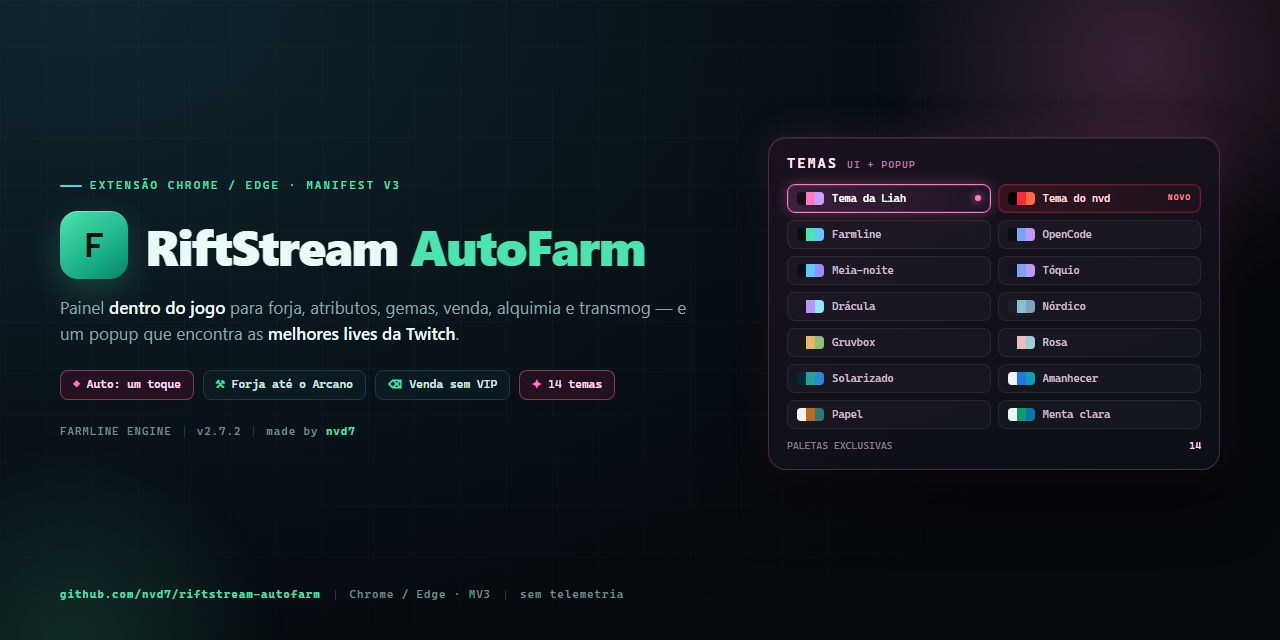 EXTENSÃO CHROME / EDGE · MANIFEST V3
F
RiftStream AutoFarm
Painel dentro do jogo para forja, atributos, gemas, venda, alquimia e transmog — e
um popup que encontra as melhores lives da Twitch.
◆ Auto: um toque
⚒ Forja até o Arcano
⌫ Venda sem VIP
✦ 14 temas
FARMLINE ENGINE | v2.7.2 | made by nvd7
TEMAS UI + POPUP
Tema da Liah
Tema do nvd NOVO
Farmline
OpenCode
Meia-noite
Tóquio
Drácula
Nórdico
Gruvbox
Rosa
Solarizado
Amanhecer
Papel
Menta clara
PALETAS EXCLUSIVAS 14
github.com/nvd7/riftstream-autofarm | Chrome / Edge · MV3 | sem telemetria